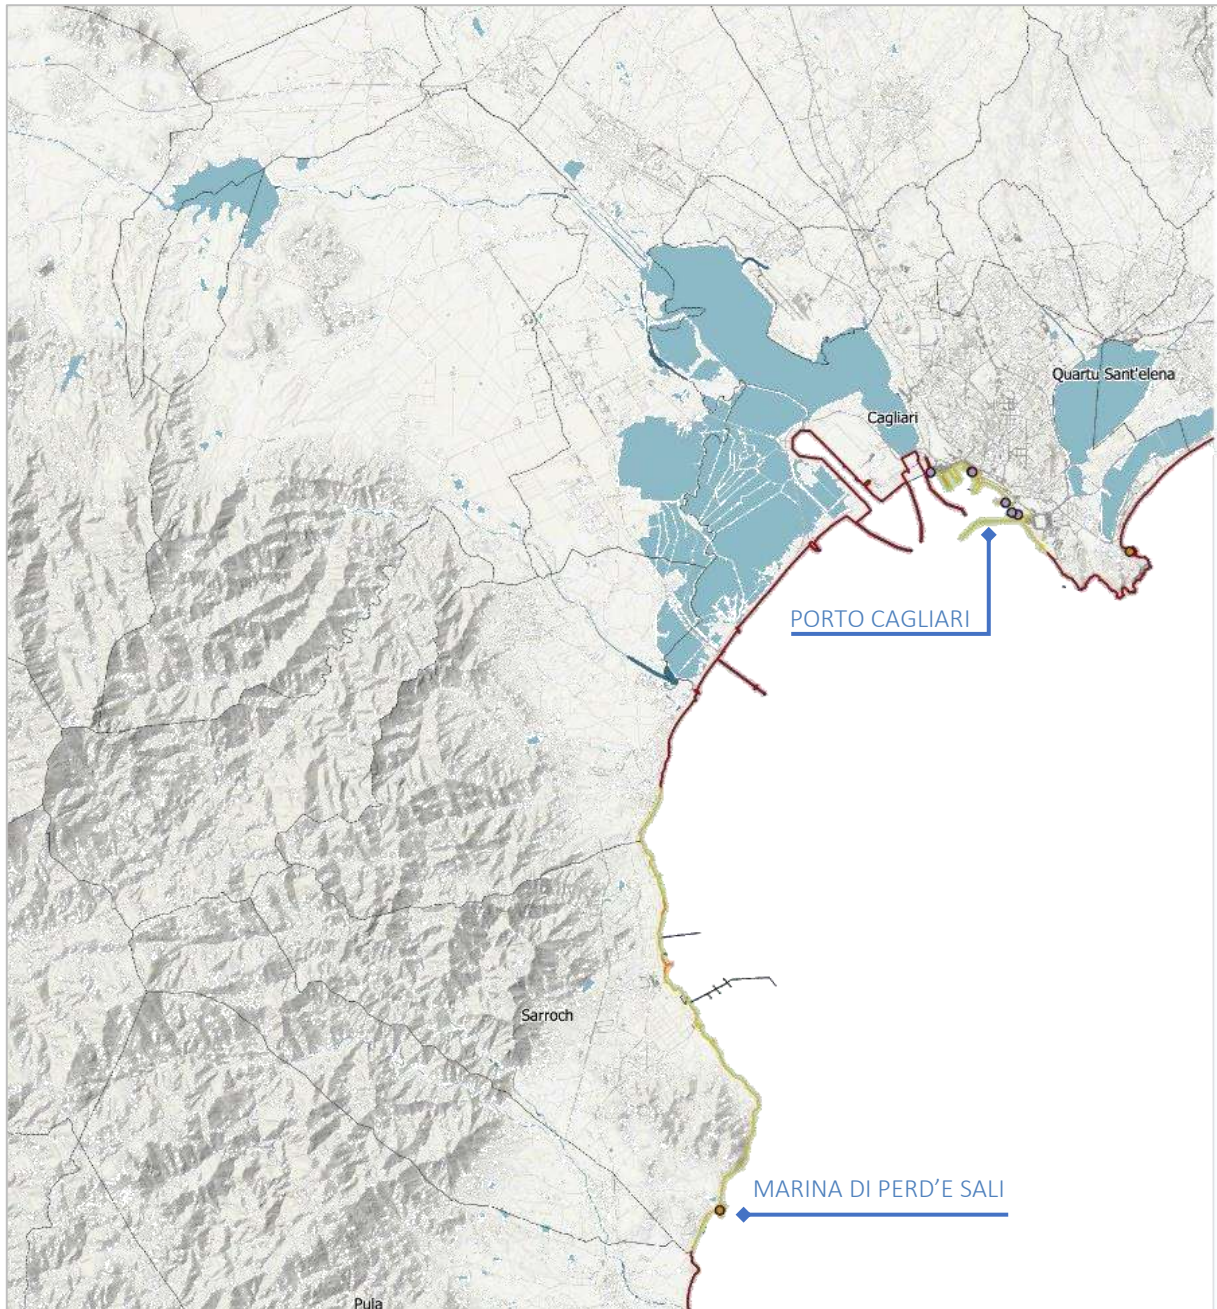 Quartu Sant'elena
Cagliari
PORTO CAGLIARI
Sarroch
MARINA DI PERD’E SALI
Pula